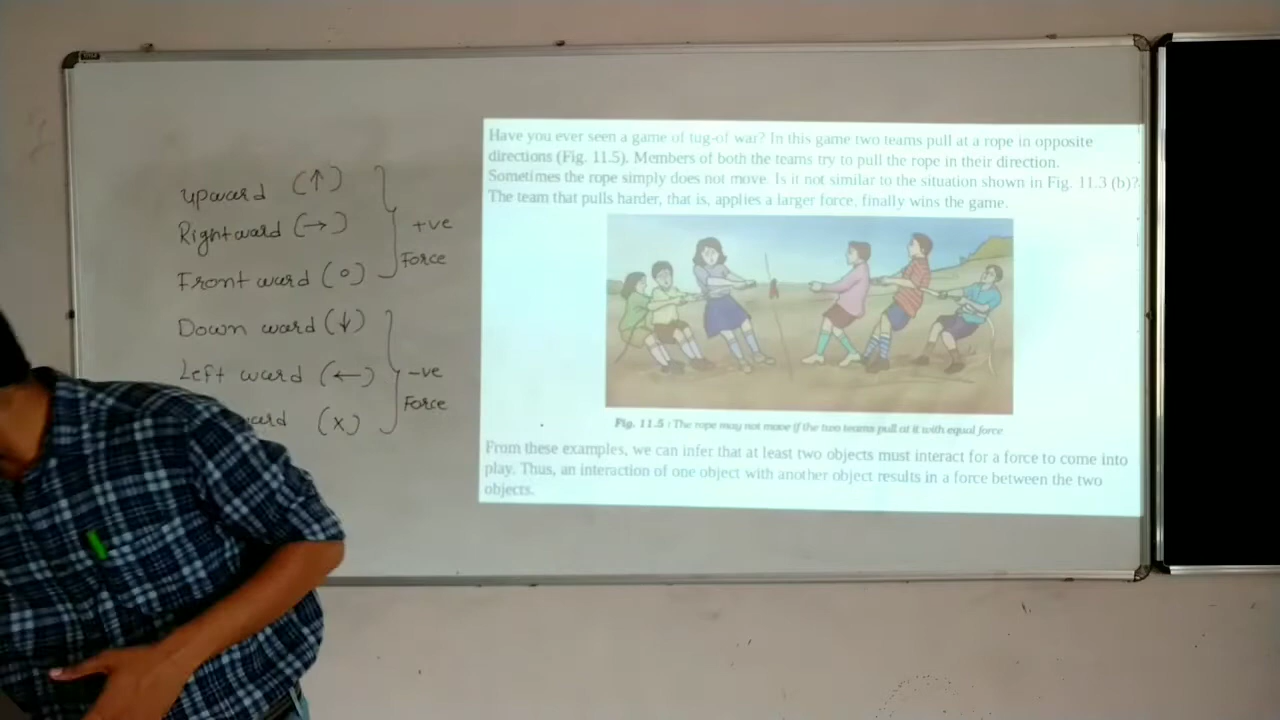 upward (↑)
Rightward (→)
Front ward (o)
+ve
Force
Down ward (↓)
Left ward (←)
ward (x)
-ve
Force
Have you ever seen a game of tug-of war? In this game two teams pull at a rope in opposite
directions (Fig. 11.5). Members of both the teams try to pull the rope in their direction.
Sometimes the rope simply does not move. Is it not similar to the situation shown in Fig. 11.3 (b)?
The team that pulls harder, that is, applies a larger force, finally wins the game.
Fig. 11.5 : The rope may not move if the two teams pull at it with equal force
From these examples, we can infer that at least two objects must interact for a force to come into
play. Thus, an interaction of one object with another object results in a force between the two
objects.